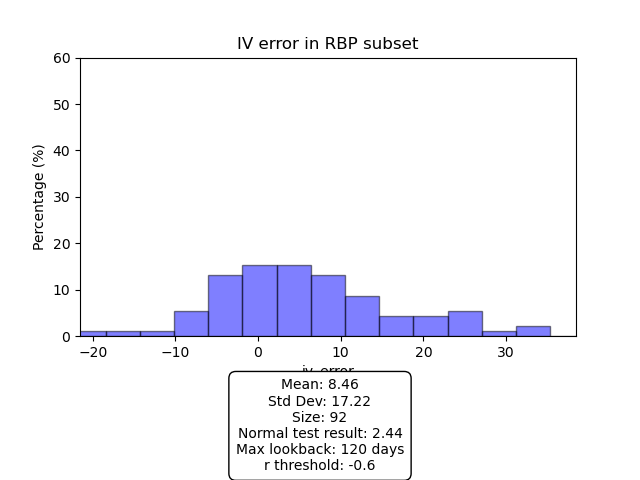 IV error in RBP subset
60
50
40
30
20
10
0
Percentage (%)
−20 −10 0 10 20 30
iv_error
Mean: 8.46
Std Dev: 17.22
Size: 92
Normal test result: 2.44
Max lookback: 120 days
r threshold: -0.6